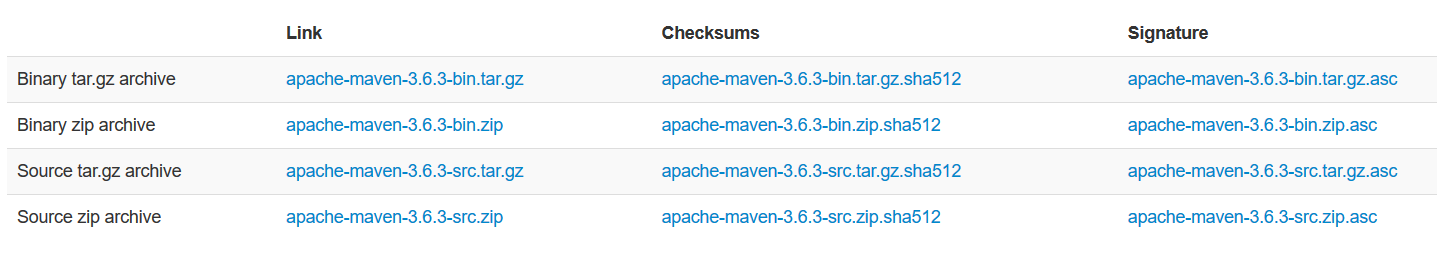 Link Checksums Signature
Binary tar.gz archive apache-maven-3.6.3-bin.tar.gz apache-maven-3.6.3-bin.tar.gz.sha512 apache-maven-3.6.3-bin.tar.gz.asc
Binary zip archive apache-maven-3.6.3-bin.zip apache-maven-3.6.3-bin.zip.sha512 apache-maven-3.6.3-bin.zip.asc
Source tar.gz archive apache-maven-3.6.3-src.tar.gz apache-maven-3.6.3-src.tar.gz.sha512 apache-maven-3.6.3-src.tar.gz.asc
Source zip archive apache-maven-3.6.3-src.zip apache-maven-3.6.3-src.zip.sha512 apache-maven-3.6.3-src.zip.asc